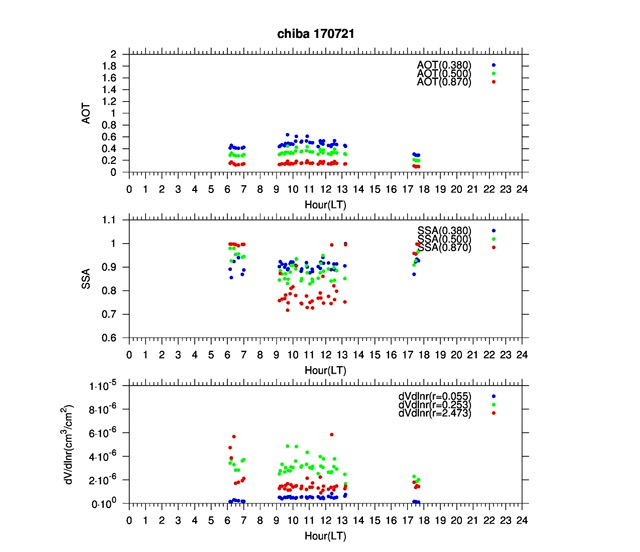 chiba 170721
AOT(0.380)
AOT(0.500)
AOT(0.870)
AOT
2
1.8
1.6
1.4
1.2
1
0.8
0.6
0.4
0.2
0
0 1 2 3 4 5 6 7 8 9 10 11 12 13 14 15 16 17 18 19 20 21 22 23 24
Hour(LT)
SSA(0.380)
SSA(0.500)
SSA(0.870)
SSA
1.1
1
0.9
0.8
0.7
0.6
0 1 2 3 4 5 6 7 8 9 10 11 12 13 14 15 16 17 18 19 20 21 22 23 24
Hour(LT)
dVdlnr(r=0.055)
dVdlnr(r=0.253)
dVdlnr(r=2.473)
dV/dlnr(cm³/cm²)
1·10⁻⁵
8·10⁻⁶
6·10⁻⁶
4·10⁻⁶
2·10⁻⁶
0·10⁰
0 1 2 3 4 5 6 7 8 9 10 11 12 13 14 15 16 17 18 19 20 21 22 23 24
Hour(LT)